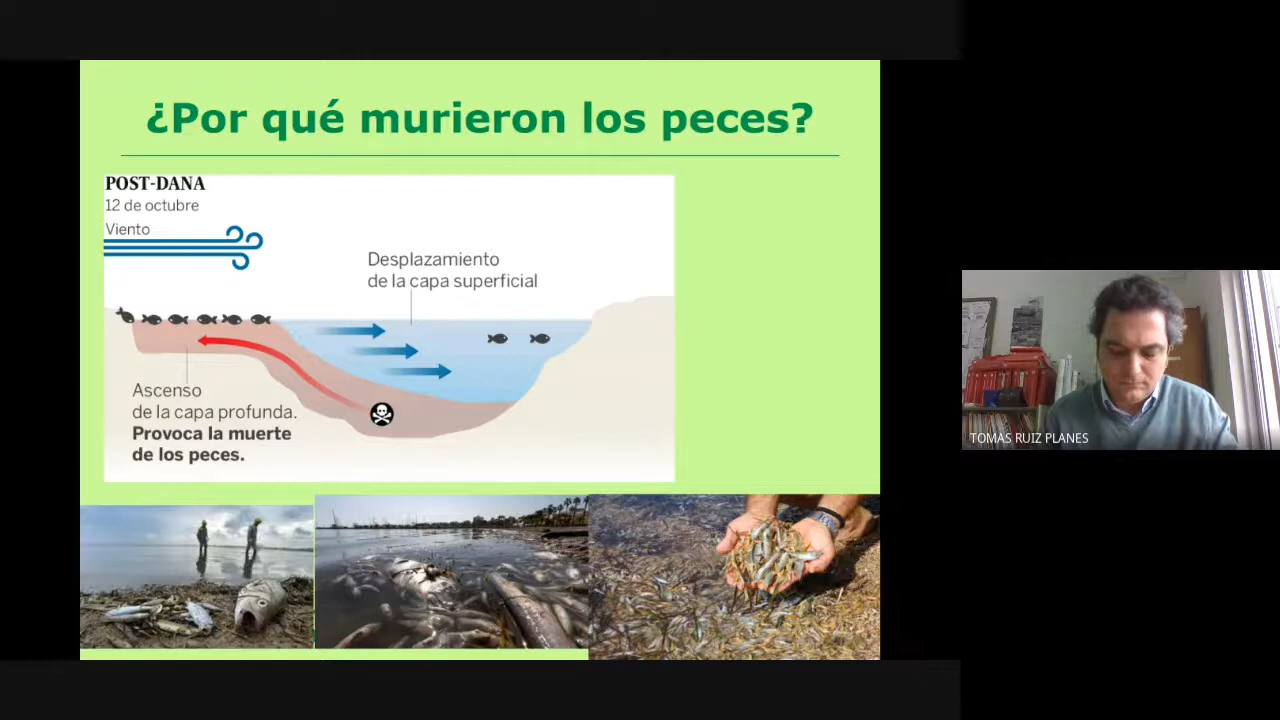 ¿Por qué murieron los peces?
POST-DANA
12 de octubre
Viento
Desplazamiento
de la capa superficial
Ascenso
de la capa profunda.
Provoca la muerte
de los peces.
TOMAS RUIZ PLANES